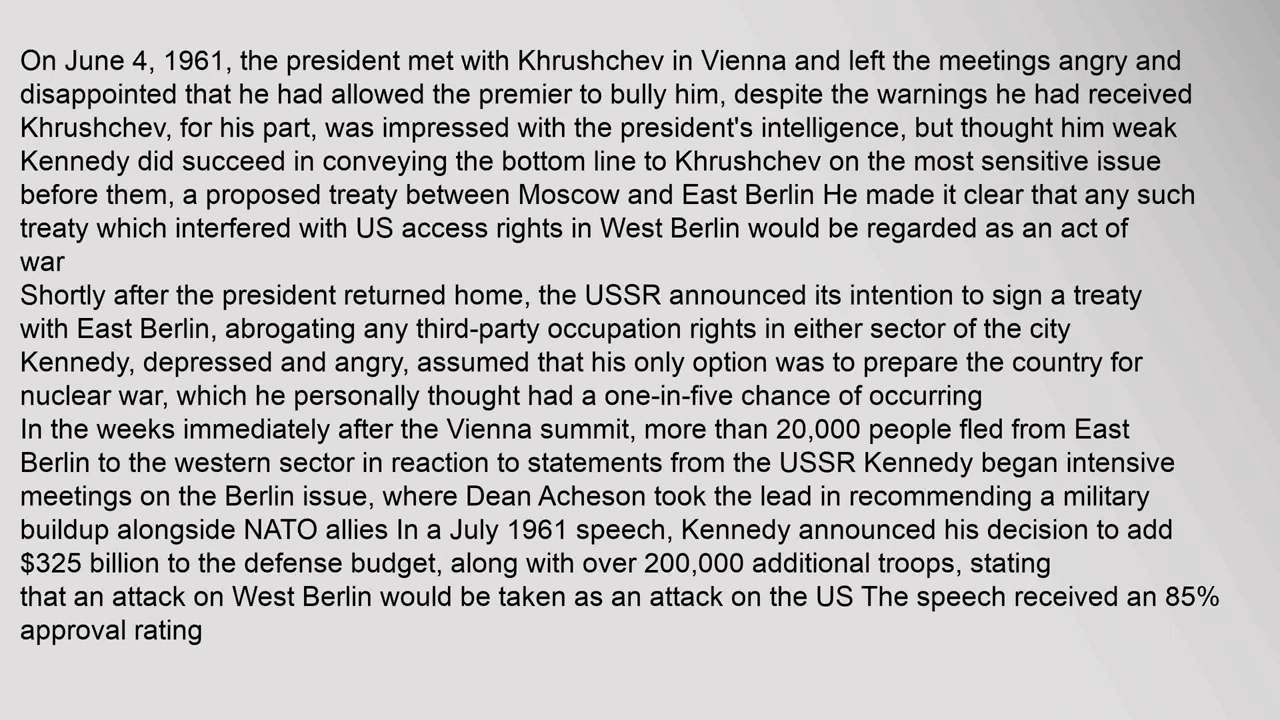 On June 4, 1961, the president met with Khrushchev in Vienna and left the meetings angry and
disappointed that he had allowed the premier to bully him, despite the warnings he had received
Khrushchev, for his part, was impressed with the president's intelligence, but thought him weak
Kennedy did succeed in conveying the bottom line to Khrushchev on the most sensitive issue
before them, a proposed treaty between Moscow and East Berlin He made it clear that any such
treaty which interfered with US access rights in West Berlin would be regarded as an act of
war
Shortly after the president returned home, the USSR announced its intention to sign a treaty
with East Berlin, abrogating any third-party occupation rights in either sector of the city
Kennedy, depressed and angry, assumed that his only option was to prepare the country for
nuclear war, which he personally thought had a one-in-five chance of occurring
In the weeks immediately after the Vienna summit, more than 20,000 people fled from East
Berlin to the western sector in reaction to statements from the USSR Kennedy began intensive
meetings on the Berlin issue, where Dean Acheson took the lead in recommending a military
buildup alongside NATO allies In a July 1961 speech, Kennedy announced his decision to add
$325 billion to the defense budget, along with over 200,000 additional troops, stating
that an attack on West Berlin would be taken as an attack on the US The speech received an 85%
approval rating